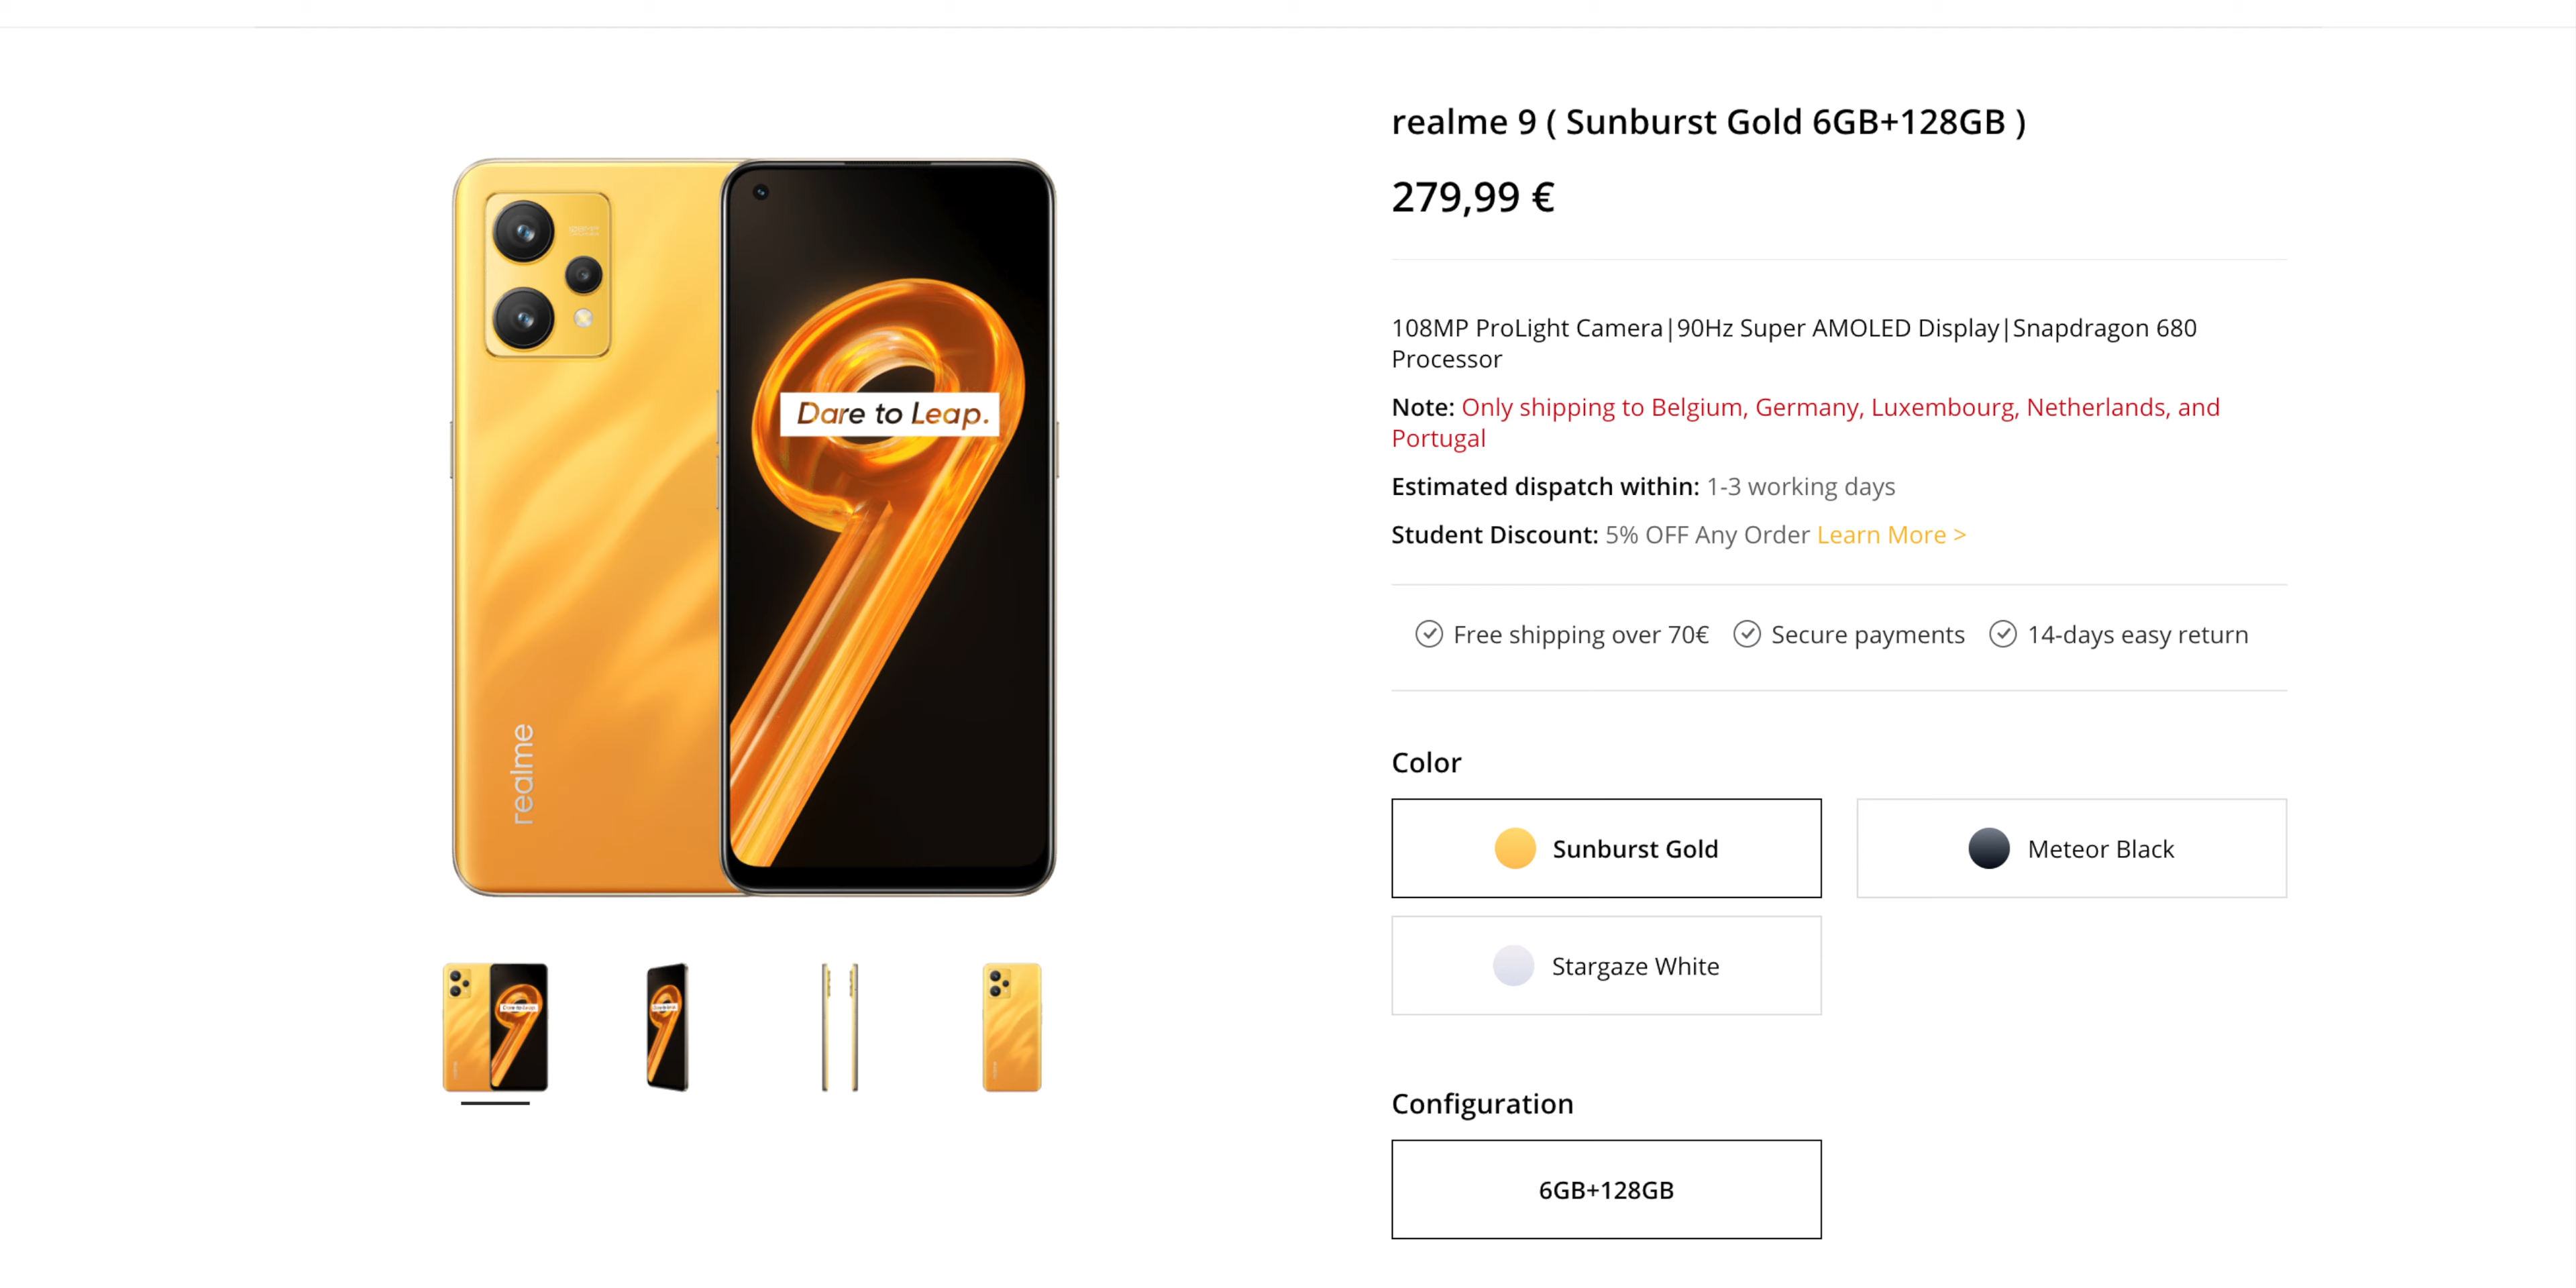 realme 9 ( Sunburst Gold 6GB+128GB )
279,99 €
108MP ProLight Camera|90Hz Super AMOLED Display|Snapdragon 680
Processor
Note: Only shipping to Belgium, Germany, Luxembourg, Netherlands, and
Portugal
Estimated dispatch within: 1-3 working days
Student Discount: 5% OFF Any Order Learn More >
Free shipping over 70€ Secure payments 14-days easy return
Color
Sunburst Gold
Meteor Black
Stargaze White
Configuration
6GB+128GB
Dare to Leap.
realme
9